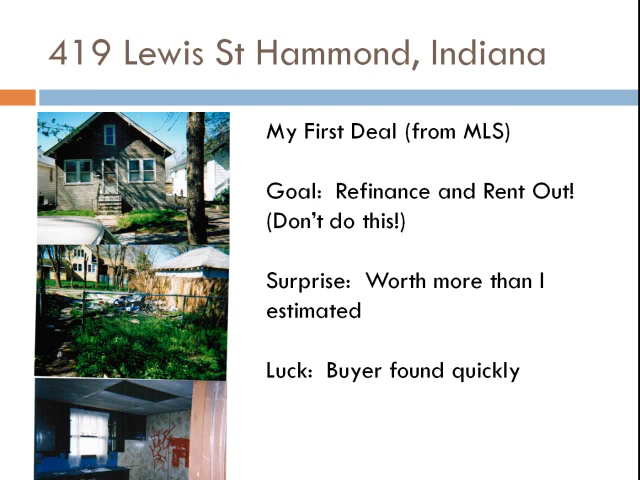 419 Lewis St Hammond, Indiana
My First Deal (from MLS)
Goal:  Refinance and Rent Out!
(Don't do this!)
Surprise:  Worth more than I
estimated
Luck:  Buyer found quickly